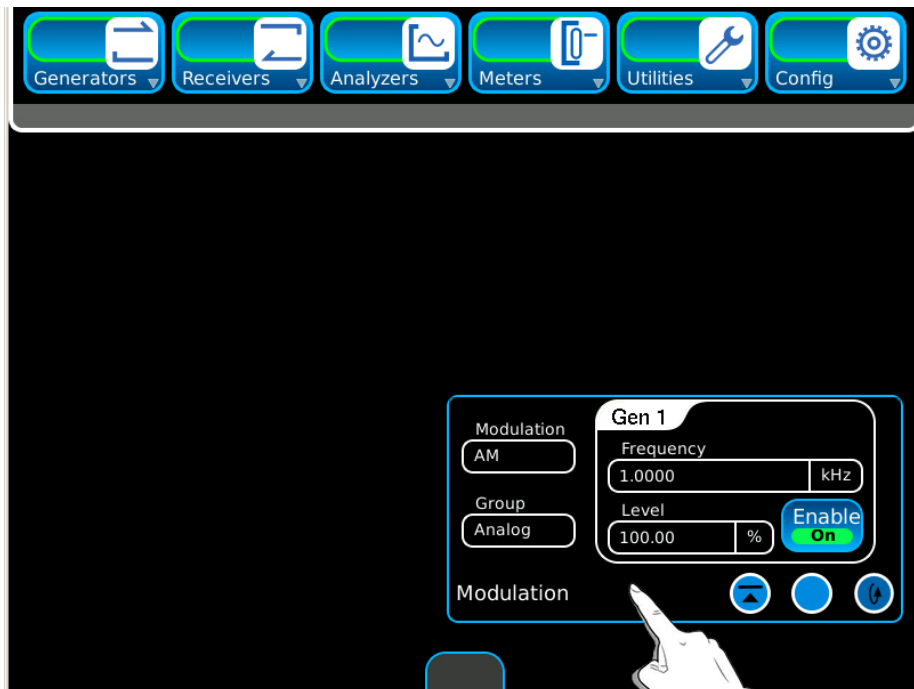 Generators
Receivers
Analyzers
Meters
Utilities
Config
Modulation
AM
Group
Analog
Gen 1
Frequency
1.0000 kHz
Level
100.00 %
Enable
On
Modulation